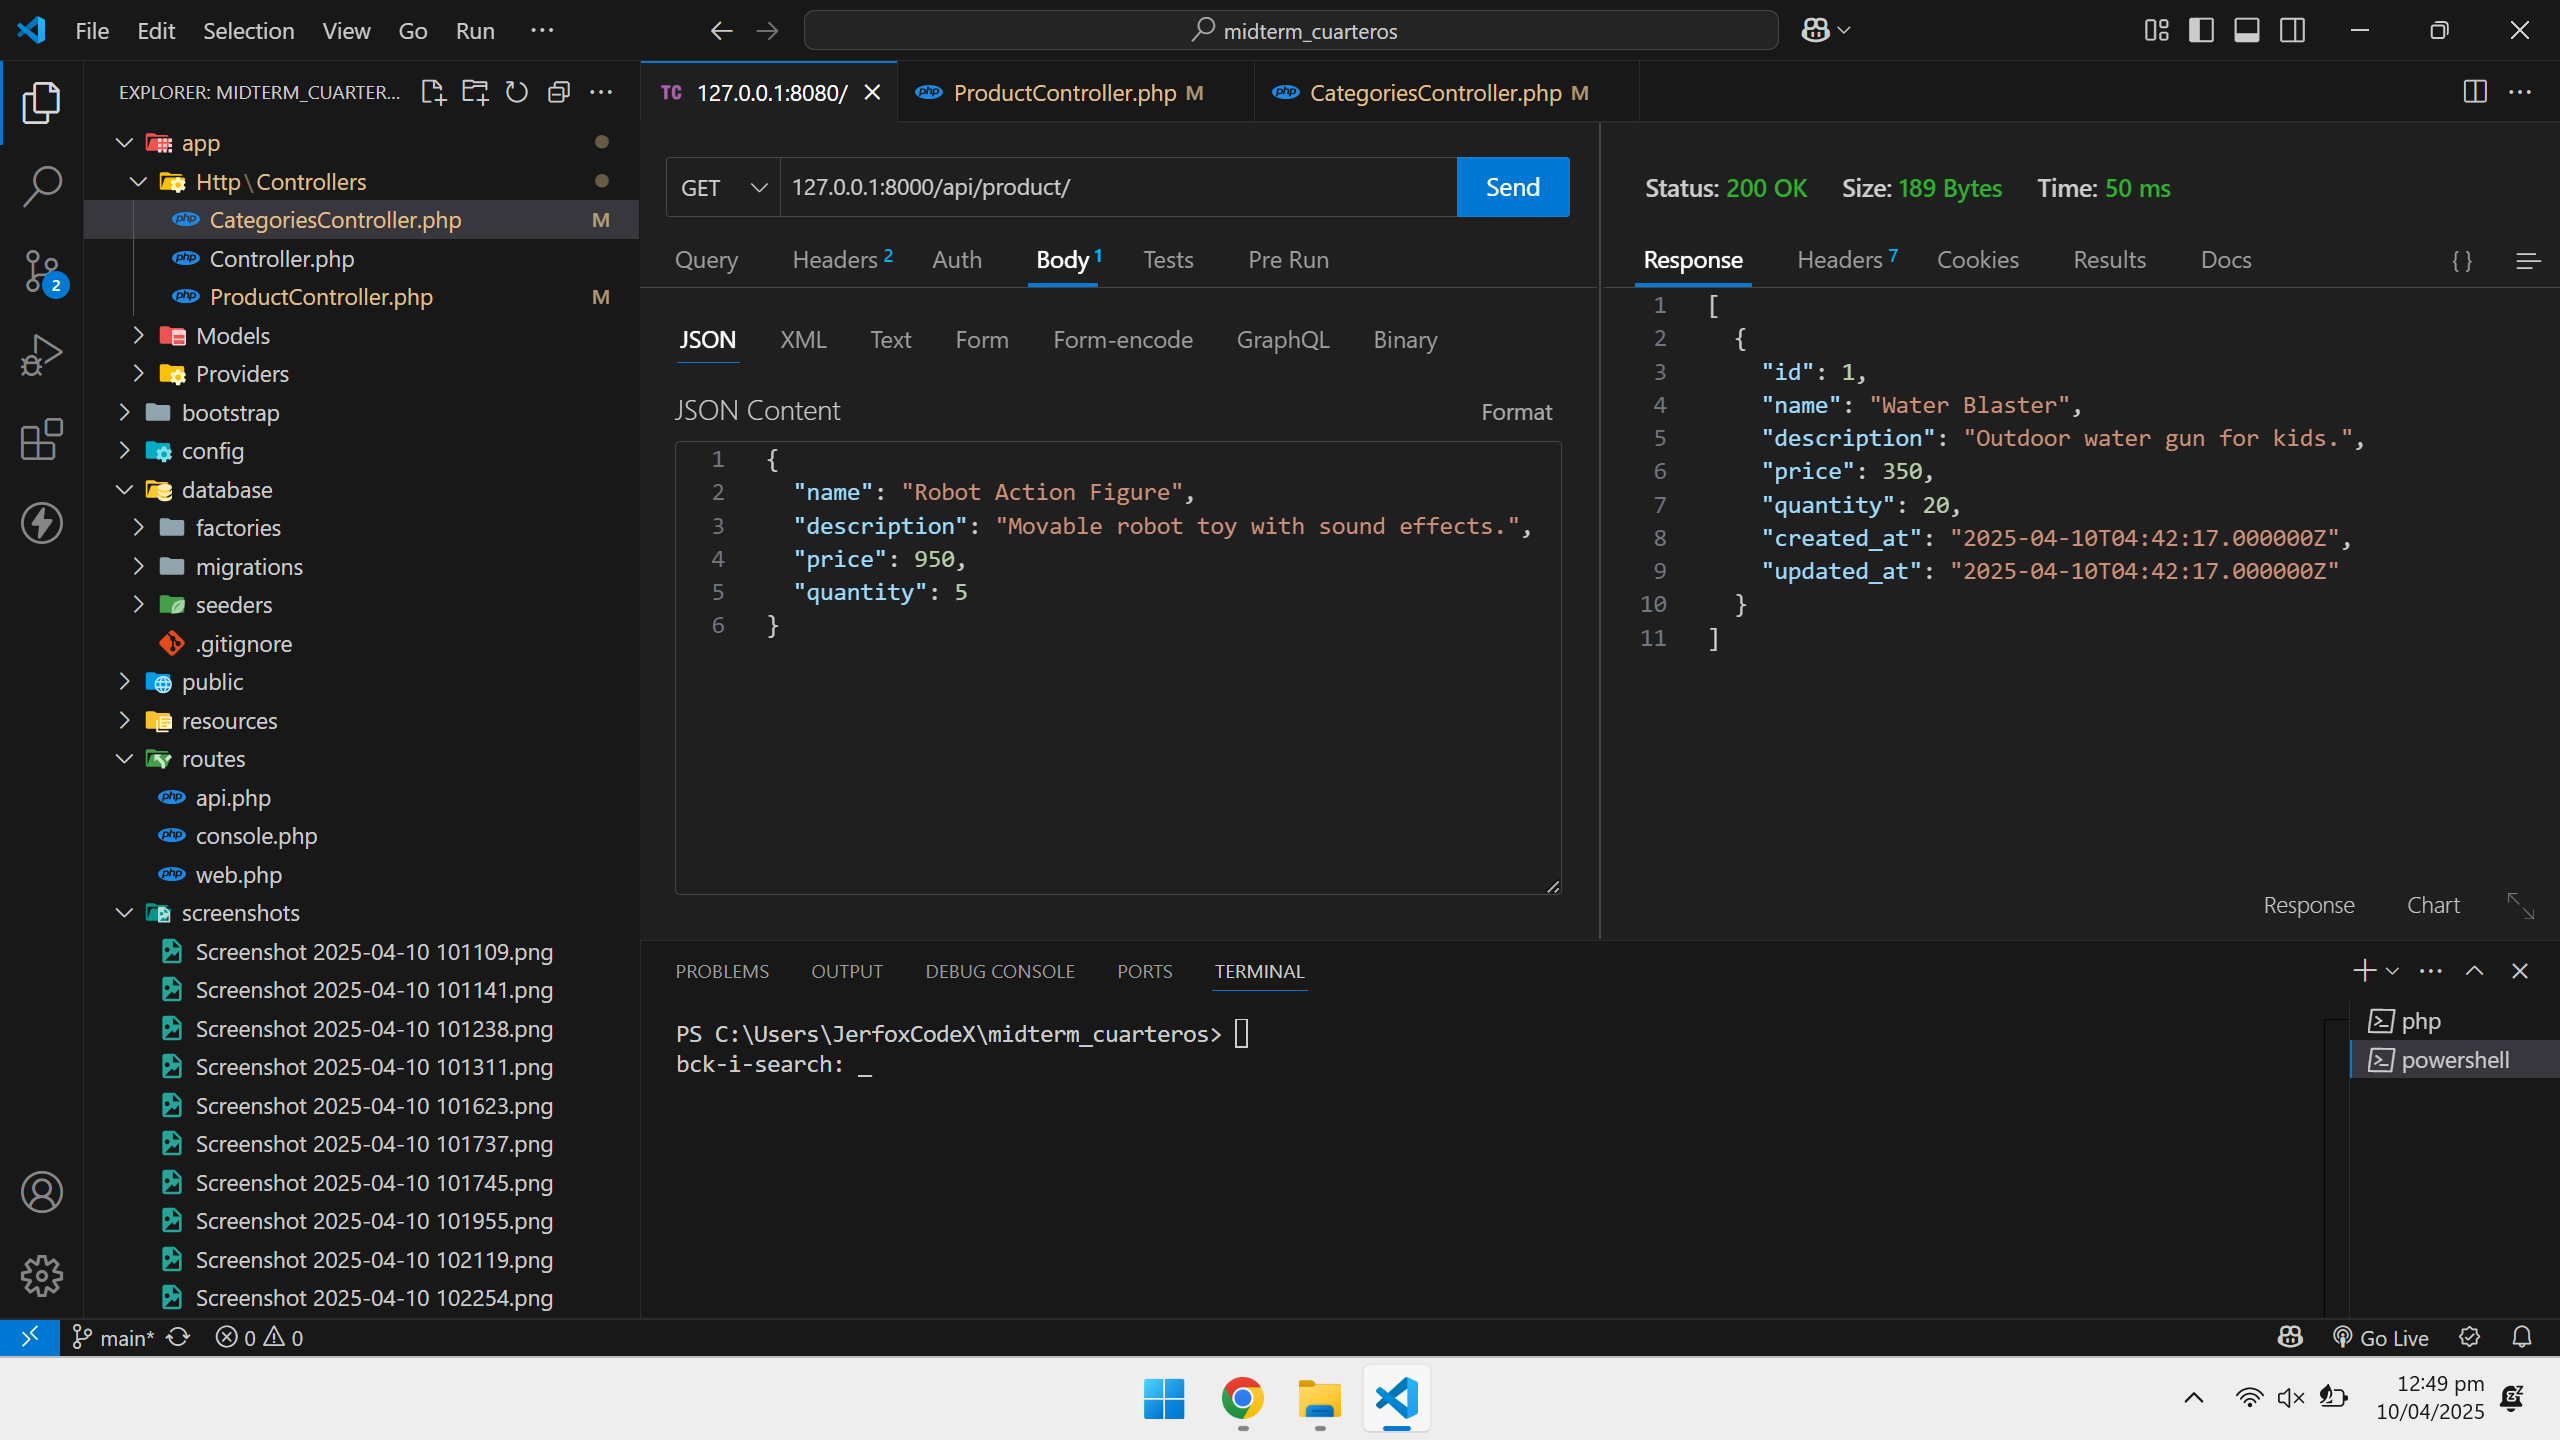 File Edit Selection View Go Run ···
midterm_cuarteros
EXPLORER: MIDTERM_CUARTER...
app
Http\Controllers
CategoriesController.php M
Controller.php
ProductController.php M
Models
Providers
bootstrap
config
database
factories
migrations
seeders
.gitignore
public
resources
routes
api.php
console.php
web.php
screenshots
Screenshot 2025-04-10 101109.png
Screenshot 2025-04-10 101141.png
Screenshot 2025-04-10 101238.png
Screenshot 2025-04-10 101311.png
Screenshot 2025-04-10 101623.png
Screenshot 2025-04-10 101737.png
Screenshot 2025-04-10 101745.png
Screenshot 2025-04-10 101955.png
Screenshot 2025-04-10 102119.png
Screenshot 2025-04-10 102254.png
2
TC 127.0.0.1:8080/
php ProductController.php M
php CategoriesController.php M
GET 127.0.0.1:8000/api/product/ Send
Query Headers 2 Auth Body 1 Tests Pre Run
JSON XML Text Form Form-encode GraphQL Binary
JSON Content Format
1 {
2 "name": "Robot Action Figure",
3 "description": "Movable robot toy with sound effects.",
4 "price": 950,
5 "quantity": 5
6 }
Status: 200 OK Size: 189 Bytes Time: 50 ms
Response Headers 7 Cookies Results Docs { }
1 [
2 {
3 "id": 1,
4 "name": "Water Blaster",
5 "description": "Outdoor water gun for kids.",
6 "price": 350,
7 "quantity": 20,
8 "created_at": "2025-04-10T04:42:17.000000Z",
9 "updated_at": "2025-04-10T04:42:17.000000Z"
10 }
11 ]
Response Chart
PROBLEMS OUTPUT DEBUG CONSOLE PORTS TERMINAL
PS C:\Users\JerfoxCodeX\midterm_cuarteros>
bck-i-search: _
php
powershell
main* 0 0 Go Live
12:49 pm
10/04/2025